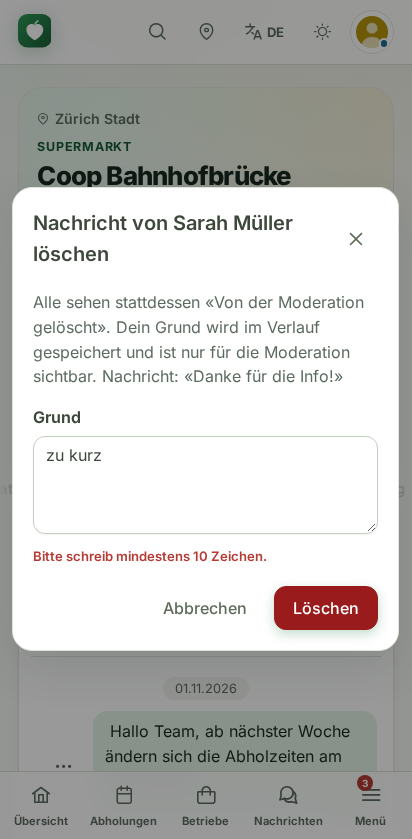 DE
Zürich Stadt
SUPERMARKT
Coop Bahnhofbrücke
Nachricht von Sarah Müller
löschen
Alle sehen stattdessen «Von der Moderation
gelöscht». Dein Grund wird im Verlauf
gespeichert und ist nur für die Moderation
sichtbar. Nachricht: «Danke für die Info!»
Grund
zu kurz
Bitte schreib mindestens 10 Zeichen.
Abbrechen
Löschen
01.11.2026
Hallo Team, ab nächster Woche
ändern sich die Abholzeiten am
3
Übersicht
Abholungen
Betriebe
Nachrichten
Menü